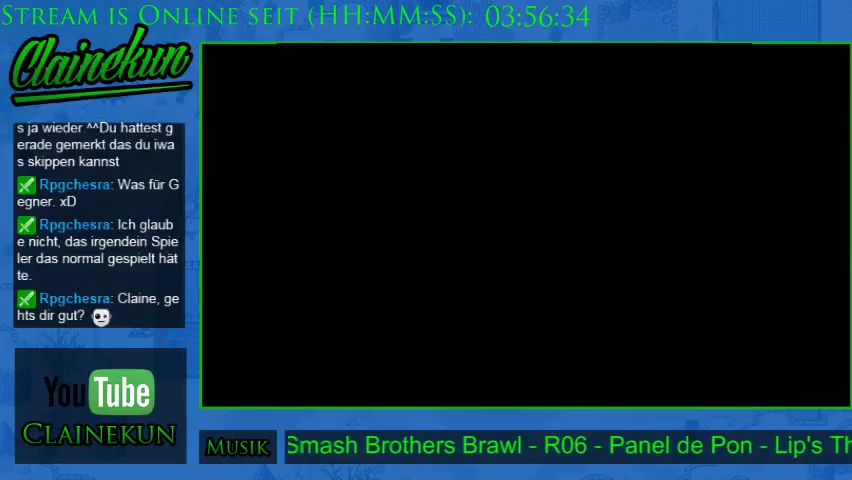 Stream is Online seit (HH:MM:SS): 03:56:34
Clainekun
s ja wieder ^^Du hattest g
erade gemerkt das du iwa
s skippen kannst
Rpgchesra: Was für G
egner. xD
Rpgchesra: Ich glaub
e nicht, das irgendein Spie
ler das normal gespielt hät
te.
Rpgchesra: Claine, ge
hts dir gut?
YouTube
Clainekun
Musik
Smash Brothers Brawl - R06 - Panel de Pon - Lip's Th